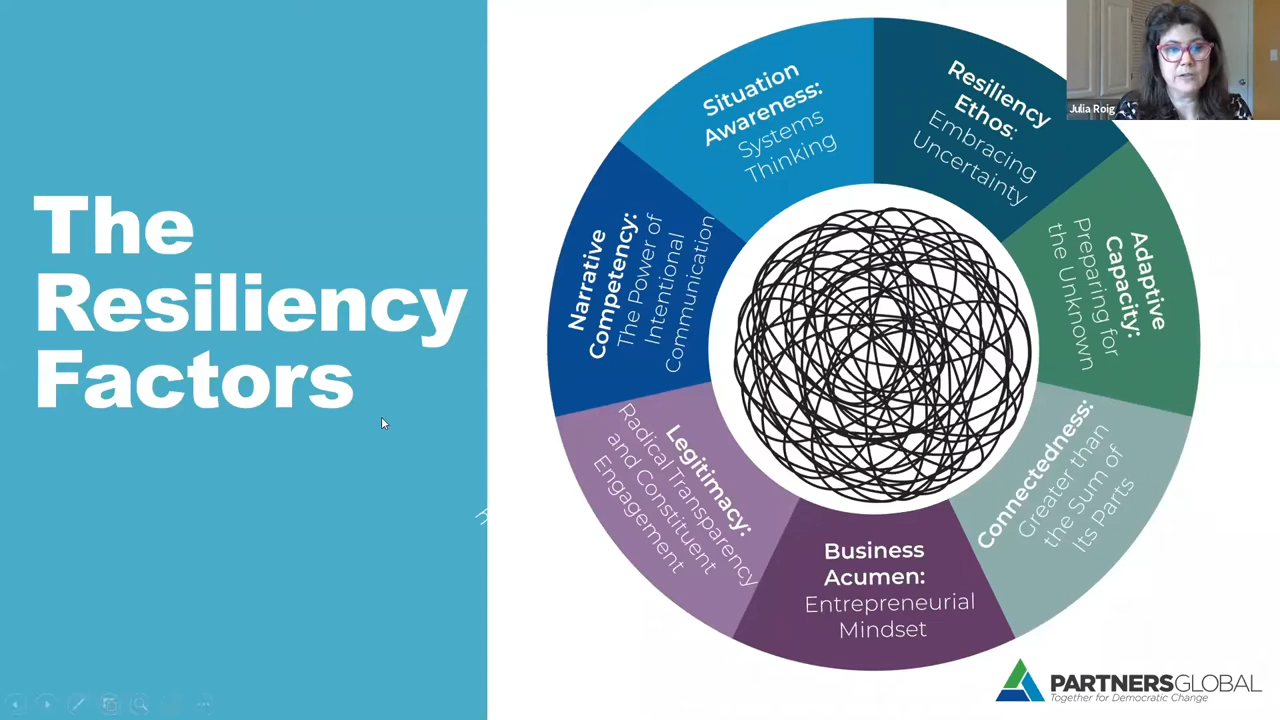 The
Resiliency
Factors
Situation
Awareness:
Systems
Thinking
Resiliency
Ethos:
Embracing
Uncertainty
Adaptive
Capacity:
Preparing for
the Unknown
Connectedness:
Greater than
the Sum of
Its Parts
Business
Acumen:
Entrepreneurial
Mindset
Legitimacy:
Radical Transparency
and Constituent
Engagement
Narrative
Competency:
The Power of
Intentional
Communication
Julia Roig
PARTNERSGLOBAL
Together for Democratic Change